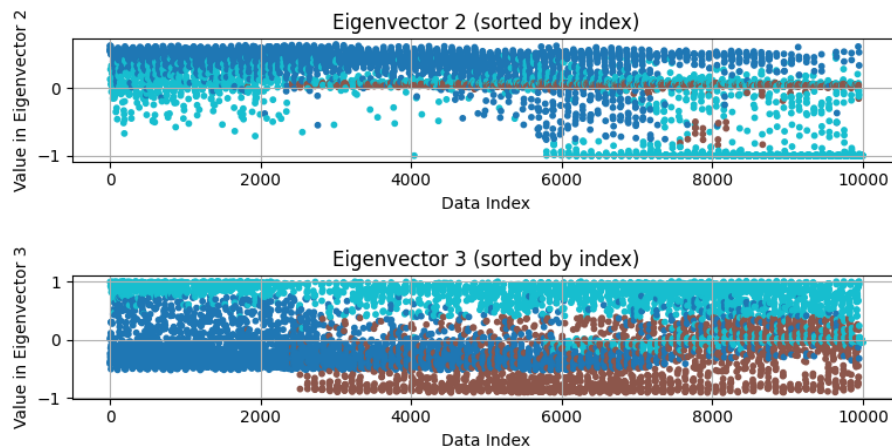 Eigenvector 2 (sorted by index)
Value in Eigenvector 2
0
−1
0
2000
4000
6000
8000
10000
Data Index
Eigenvector 3 (sorted by index)
Value in Eigenvector 3
1
0
−1
0
2000
4000
6000
8000
10000
Data Index